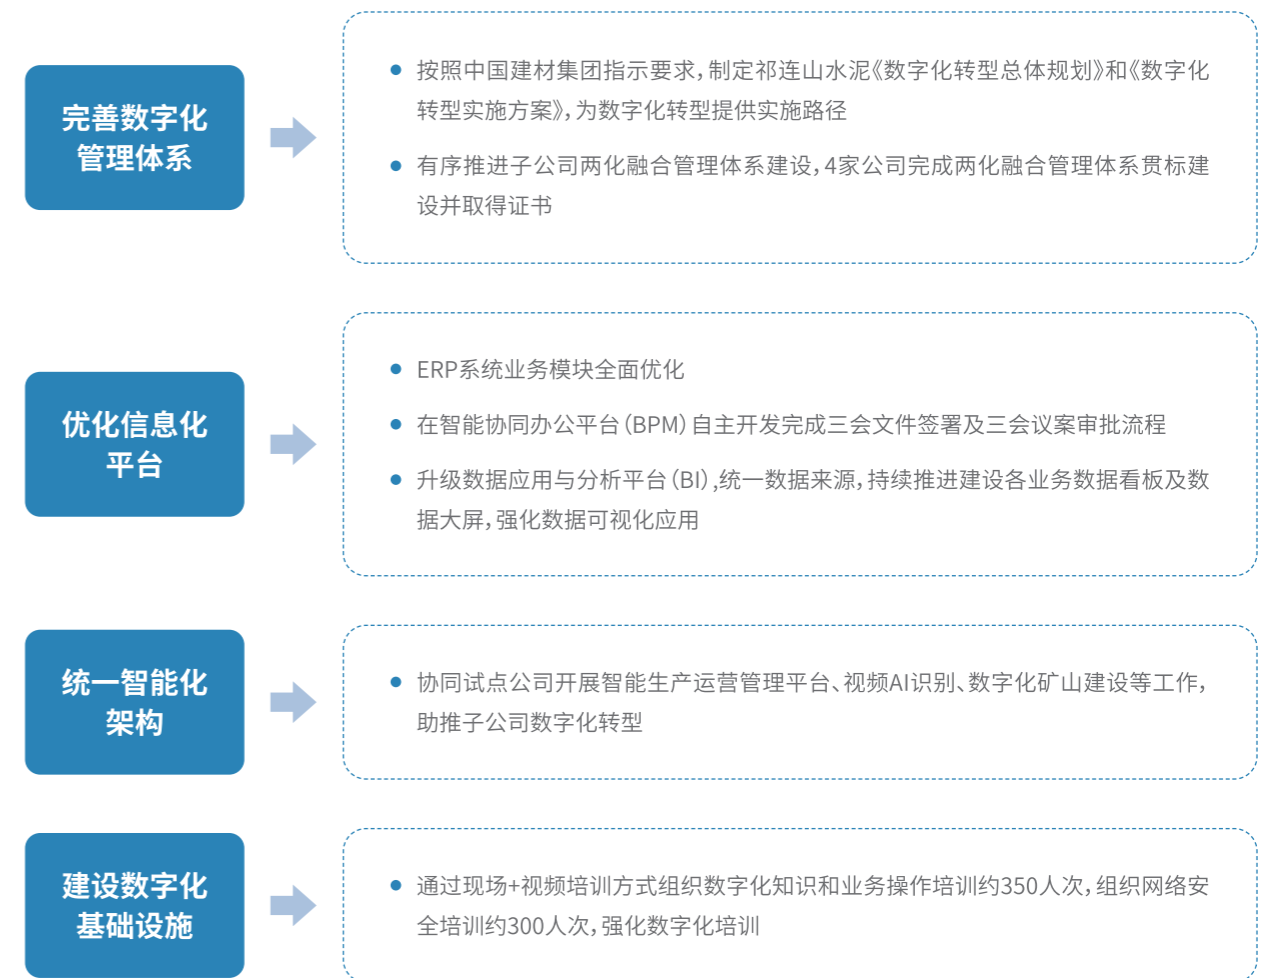 完善数字化
管理体系
按照中国建材集团指示要求,制定祁连山水泥《数字化转型总体规划》和《数字化
转型实施方案》,为数字化转型提供实施路径
有序推进子公司两化融合管理体系建设,4家公司完成两化融合管理体系贯标建
设并取得证书
优化信息化
平台
ERP系统业务模块全面优化
在智能协同办公平台(BPM)自主开发完成三会文件签署及三会议案审批流程
升级数据应用与分析平台(BI),统一数据来源,持续推进建设各业务数据看板及数
据大屏,强化数据可视化应用
统一智能化
架构
协同试点公司开展智能生产运营管理平台、视频AI识别、数字化矿山建设等工作,
助推子公司数字化转型
建设数字化
基础设施
通过现场+视频培训方式组织数字化知识和业务操作培训约350人次,组织网络安
全培训约300人次,强化数字化培训